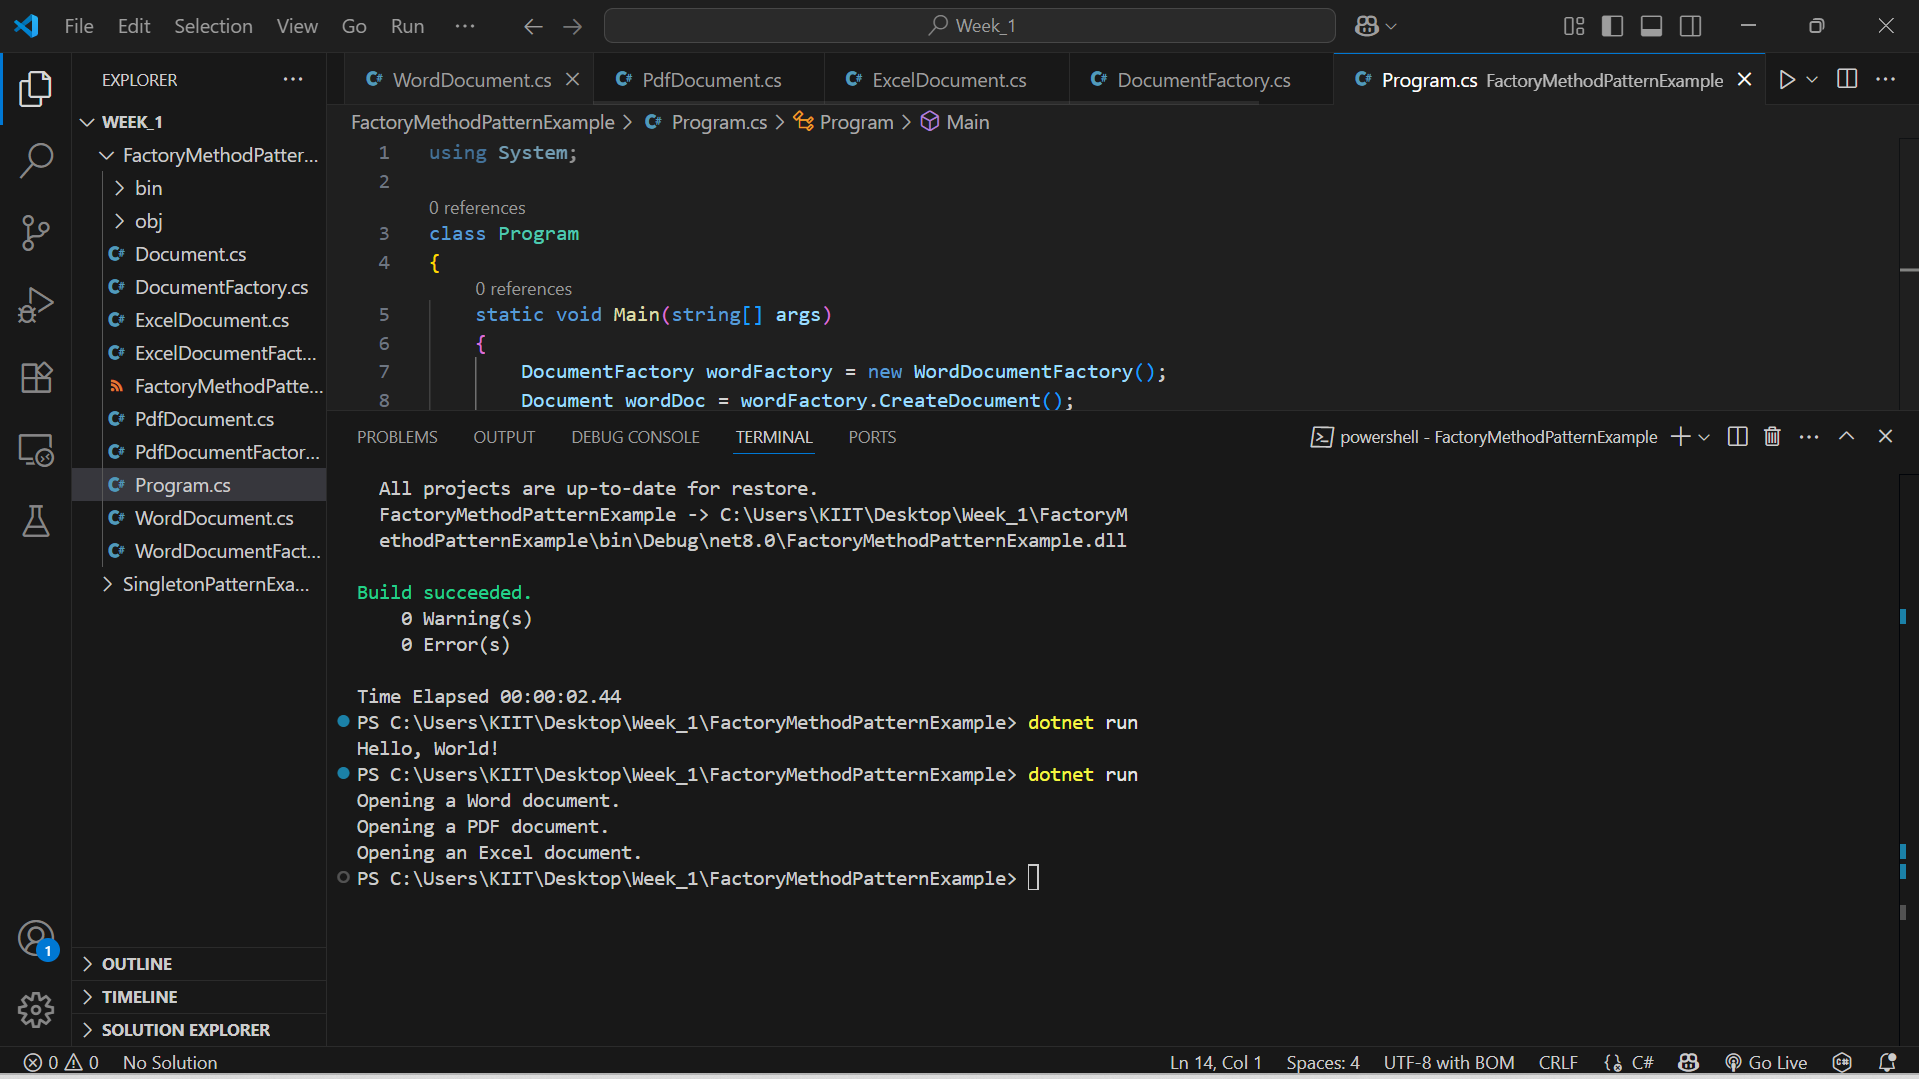 File Edit Selection View Go Run ··· Week_1
EXPLORER ···
WEEK_1
FactoryMethodPatter...
bin
obj
Document.cs
DocumentFactory.cs
ExcelDocument.cs
ExcelDocumentFact...
FactoryMethodPatte...
PdfDocument.cs
PdfDocumentFactor...
Program.cs
WordDocument.cs
WordDocumentFact...
SingletonPatternExa...
OUTLINE
TIMELINE
SOLUTION EXPLORER
1
WordDocument.cs PdfDocument.cs ExcelDocument.cs DocumentFactory.cs Program.cs FactoryMethodPatternExample
FactoryMethodPatternExample > Program.cs > Program > Main
1 using System;
2
0 references
3 class Program
4 {
0 references
5 static void Main(string[] args)
6 {
7 DocumentFactory wordFactory = new WordDocumentFactory();
8 Document wordDoc = wordFactory.CreateDocument();
PROBLEMS OUTPUT DEBUG CONSOLE TERMINAL PORTS powershell - FactoryMethodPatternExample
All projects are up-to-date for restore.
FactoryMethodPatternExample -> C:\Users\KIIT\Desktop\Week_1\FactoryM
ethodPatternExample\bin\Debug\net8.0\FactoryMethodPatternExample.dll
Build succeeded.
0 Warning(s)
0 Error(s)
Time Elapsed 00:00:02.44
PS C:\Users\KIIT\Desktop\Week_1\FactoryMethodPatternExample> dotnet run
Hello, World!
PS C:\Users\KIIT\Desktop\Week_1\FactoryMethodPatternExample> dotnet run
Opening a Word document.
Opening a PDF document.
Opening an Excel document.
PS C:\Users\KIIT\Desktop\Week_1\FactoryMethodPatternExample>
0 0 No Solution Ln 14, Col 1 Spaces: 4 UTF-8 with BOM CRLF C# Go Live